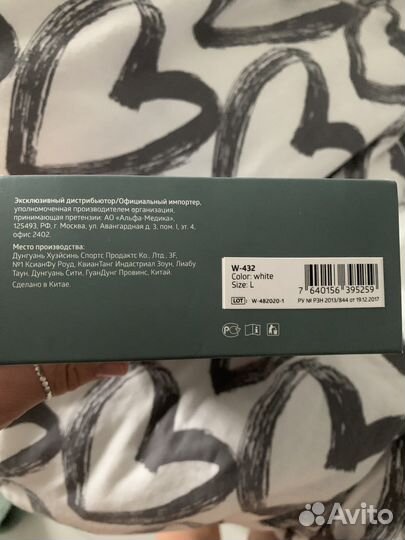 Эксклюзивный дистрибьютор/Официальный импортер,
уполномоченная производителем организация,
принимающая претензии: АО «Альфа-Медика».
125493, РФ, г. Москва, ул. Авангардная д. 3, пом. I, эт. 4,
офис 2402.
Место производства:
Дунгуань Хуэйсинь Спортс Продактс Ко., Лтд., 3F,
№1 КсианФу Роуд, КвианТанг Индастриал Зоун, Лиабу
Таун, Дунгуань Сити, ГуанДунг Провинс, Китай.
Сделано в Китае.
W-432
Color: white
Size: L
7 640156 395259
LOT W-482020-1
РУ № РЗН 2013/844 от 19.12.2017
Avito